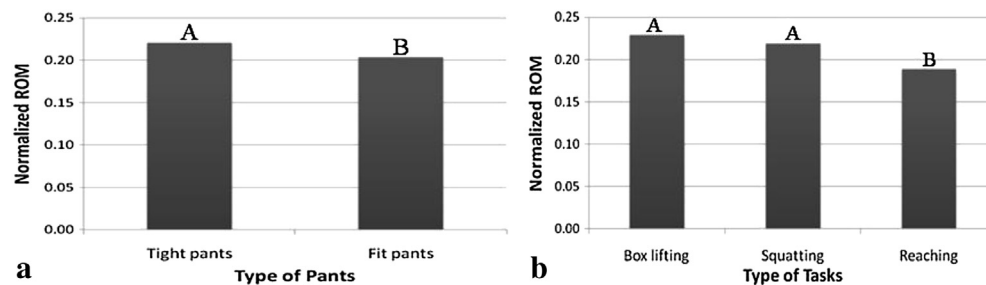 Normalized ROM
0.25
0.20
0.15
0.10
0.05
0.00
A
B
Tight pants
Fit pants
Type of Pants
a
Normalized ROM
0.25
0.20
0.15
0.10
0.05
0.00
A
A
B
Box lifting
Squatting
Reaching
Type of Tasks
b